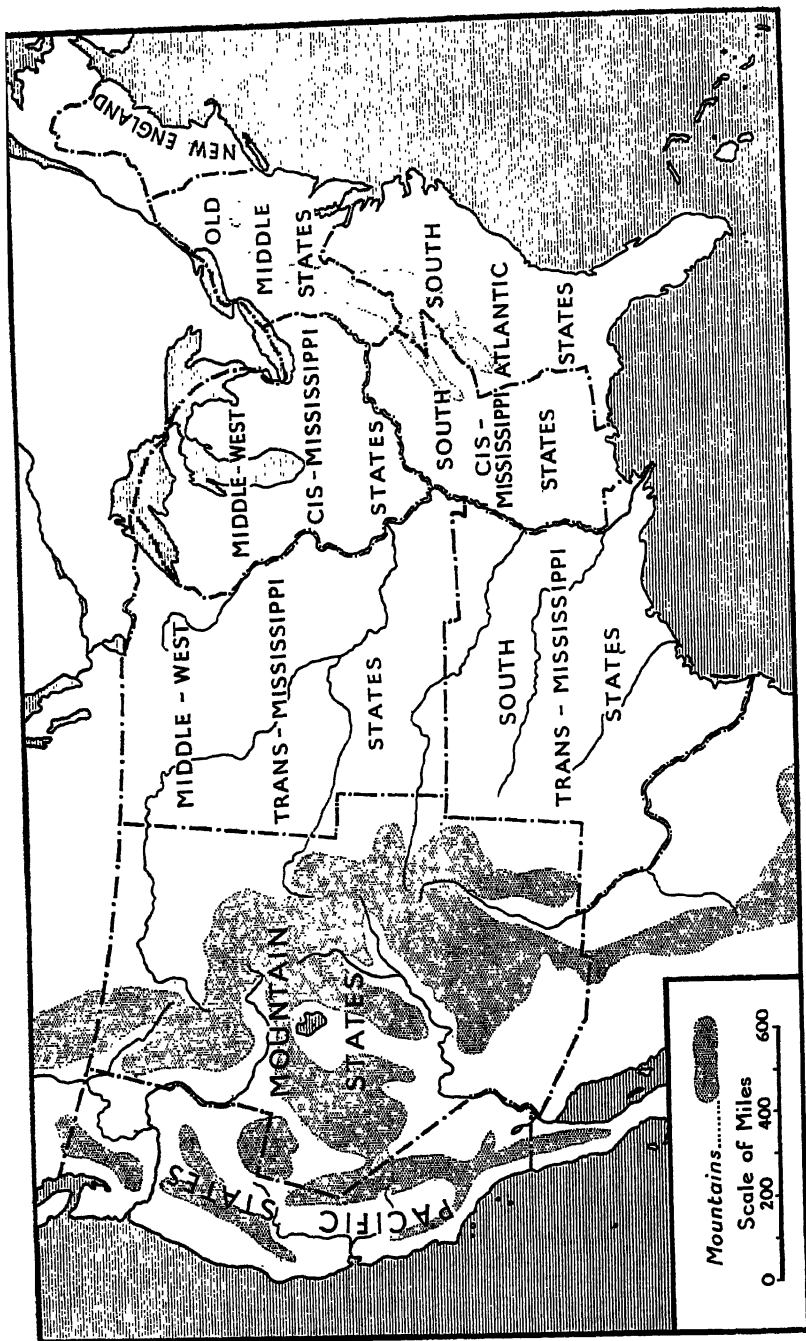 PACIFIC
STATES
MOUNTAIN
STATES
MIDDLE - WEST
TRANS - MISSISSIPPI
STATES
SOUTH
TRANS - MISSISSIPPI
STATES
MIDDLE - WEST
CIS - MISSISSIPPI
STATES
SOUTH
CIS -
MISSISSIPPI
STATES
OLD
MIDDLE
STATES
SOUTH
ATLANTIC
STATES
NEW ENGLAND
Mountains........
Scale of Miles
0 200 400 600